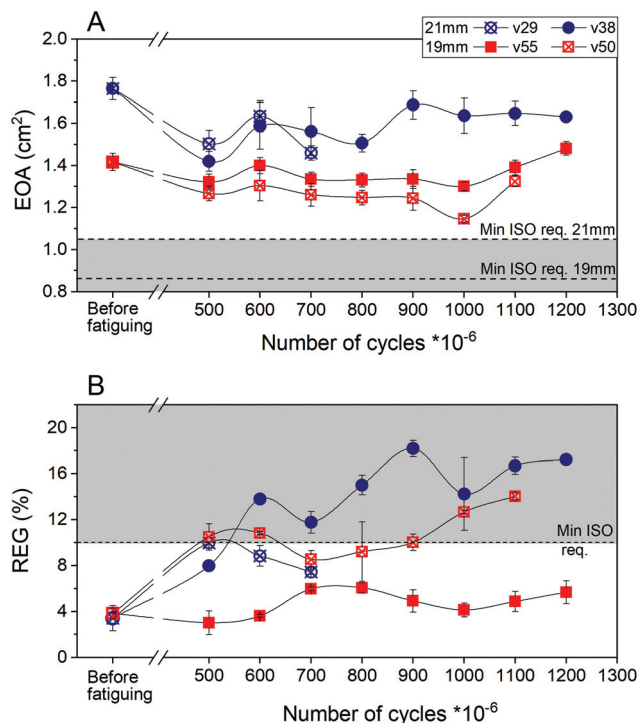 A
21mm v29 v38
19mm v55 v50
EOA (cm²)
2.0
1.8
1.6
1.4
1.2
1.0
0.8
Min ISO req. 21mm
Min ISO req. 19mm
Before
fatiguing
500 600 700 800 900 1000 1100 1200 1300
Number of cycles *10⁻⁶
B
REG (%)
20
16
12
8
4
0
Min ISO
req.
Before
fatiguing
500 600 700 800 900 1000 1100 1200 1300
Number of cycles *10⁻⁶